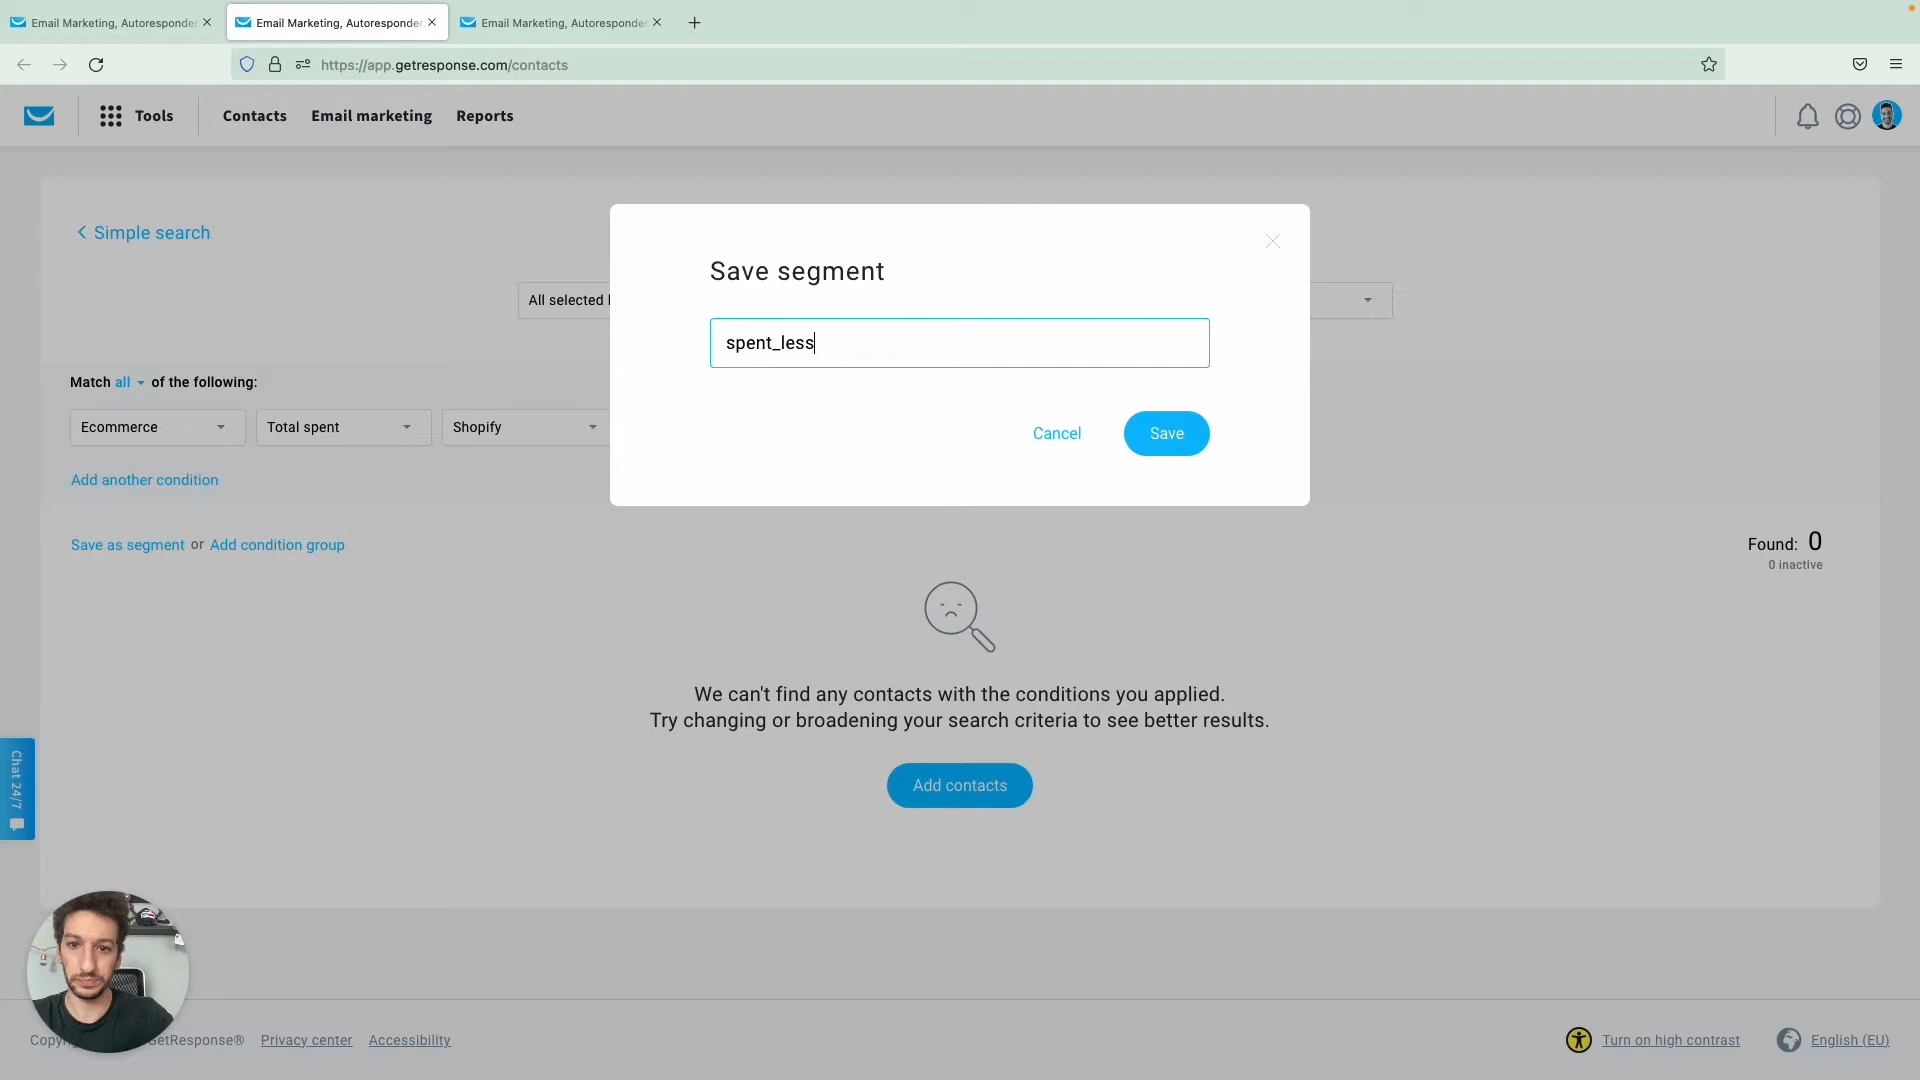 Email Marketing, Autoresponder
Email Marketing, Autoresponder
Email Marketing, Autoresponder
https://app.getresponse.com/contacts
Tools
Contacts
Email marketing
Reports
Simple search
All selected
Save segment
spent_less
Cancel
Save
Match all of the following:
Ecommerce
Total spent
Shopify
Add another condition
Save as segment or Add condition group
Found: 0
0 inactive
We can't find any contacts with the conditions you applied.
Try changing or broadening your search criteria to see better results.
Add contacts
Chat 24/7
GetResponse®
Privacy center
Accessibility
Turn on high contrast
English (EU)